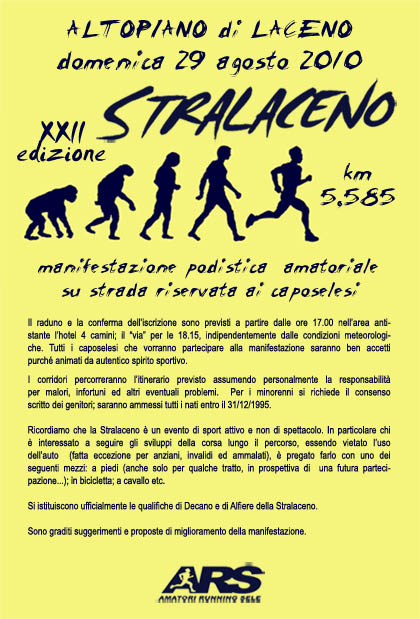 ALTOPIANO di LACENO
domenica 29 agosto 2010
STRALACENO
XXII
edizione
km
5,585
manifestazione podistica amatoriale
su strada riservata ai caposelesi
Il raduno e la conferma dell'iscrizione sono previsti a partire dalle ore 17.00 nell'area anti-
stante l'hotel 4 camini; il “via” per le 18.15, indipendentemente dalle condizioni meteorologi-
che. Tutti i caposelesi che vorranno partecipare alla manifestazione saranno ben accetti
purché animati da autentico spirito sportivo.
I corridori percorreranno l'itinerario previsto assumendo personalmente la responsabilità
per malori, infortuni ed altri eventuali problemi. Per i minorenni si richiede il consenso
scritto dei genitori; saranno ammessi tutti i nati entro il 31/12/1995.
Ricordiamo che la Stralaceno è un evento di sport attivo e non di spettacolo. In particolare chi
è interessato a seguire gli sviluppi della corsa lungo il percorso, essendo vietato l'uso
dell'auto (fatta eccezione per anziani, invalidi ed ammalati), è pregato farlo con uno dei
seguenti mezzi: a piedi (anche solo per qualche tratto, in prospettiva di una futura parteci-
pazione...); in bicicletta; a cavallo etc.
Si istituiscono ufficialmente le qualifiche di Decano e di Alfiere della Stralaceno.
Sono graditi suggerimenti e proposte di miglioramento della manifestazione.
ARS
AMATORI RUNNING SELE